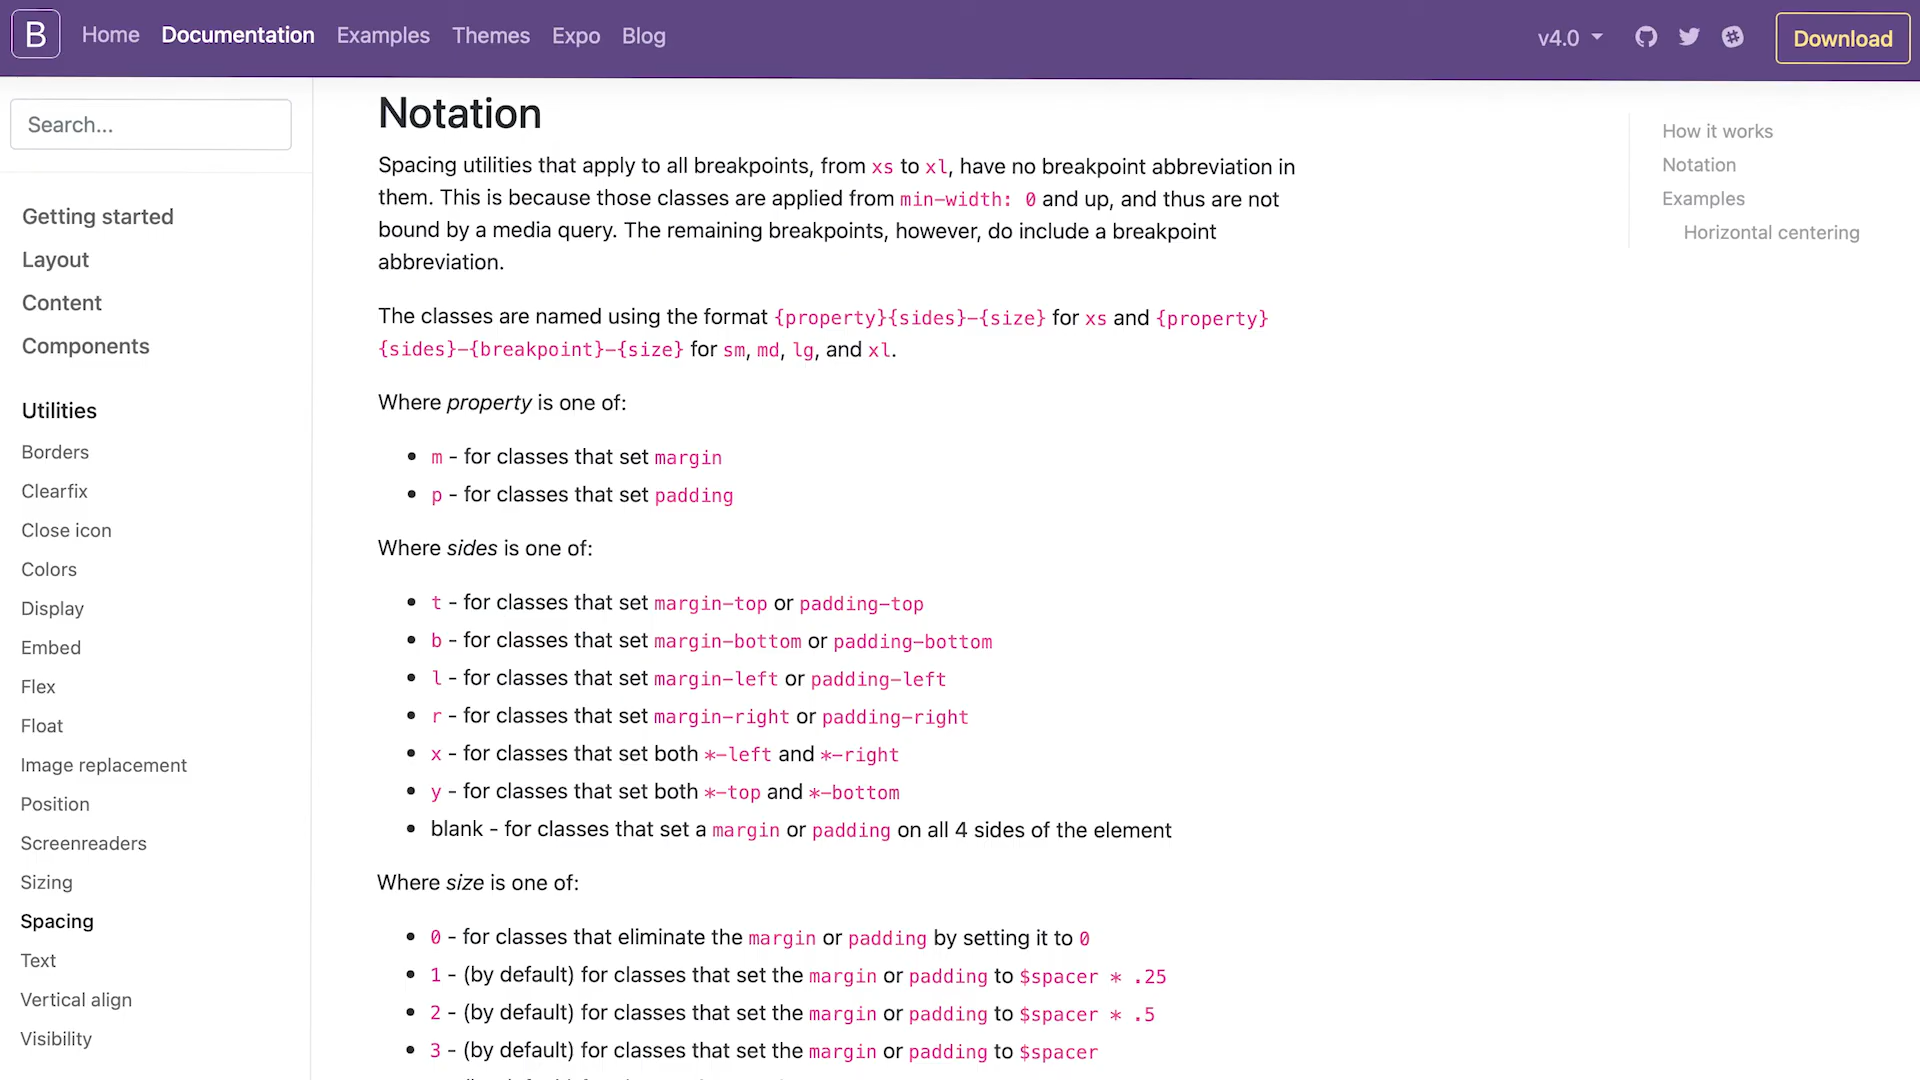 B Home Documentation Examples Themes Expo Blog v4.0 Download
Search...
Getting started
Layout
Content
Components
Utilities
Borders
Clearfix
Close icon
Colors
Display
Embed
Flex
Float
Image replacement
Position
Screenreaders
Sizing
Spacing
Text
Vertical align
Visibility
Notation
Spacing utilities that apply to all breakpoints, from xs to xl, have no breakpoint abbreviation in
them. This is because those classes are applied from min-width: 0 and up, and thus are not
bound by a media query. The remaining breakpoints, however, do include a breakpoint
abbreviation.
The classes are named using the format {property}{sides}-{size} for xs and {property}
{sides}-{breakpoint}-{size} for sm, md, lg, and xl.
Where property is one of:
• m - for classes that set margin
• p - for classes that set padding
Where sides is one of:
• t - for classes that set margin-top or padding-top
• b - for classes that set margin-bottom or padding-bottom
• l - for classes that set margin-left or padding-left
• r - for classes that set margin-right or padding-right
• x - for classes that set both *-left and *-right
• y - for classes that set both *-top and *-bottom
• blank - for classes that set a margin or padding on all 4 sides of the element
Where size is one of:
• 0 - for classes that eliminate the margin or padding by setting it to 0
• 1 - (by default) for classes that set the margin or padding to $spacer * .25
• 2 - (by default) for classes that set the margin or padding to $spacer * .5
• 3 - (by default) for classes that set the margin or padding to $spacer
How it works
Notation
Examples
Horizontal centering